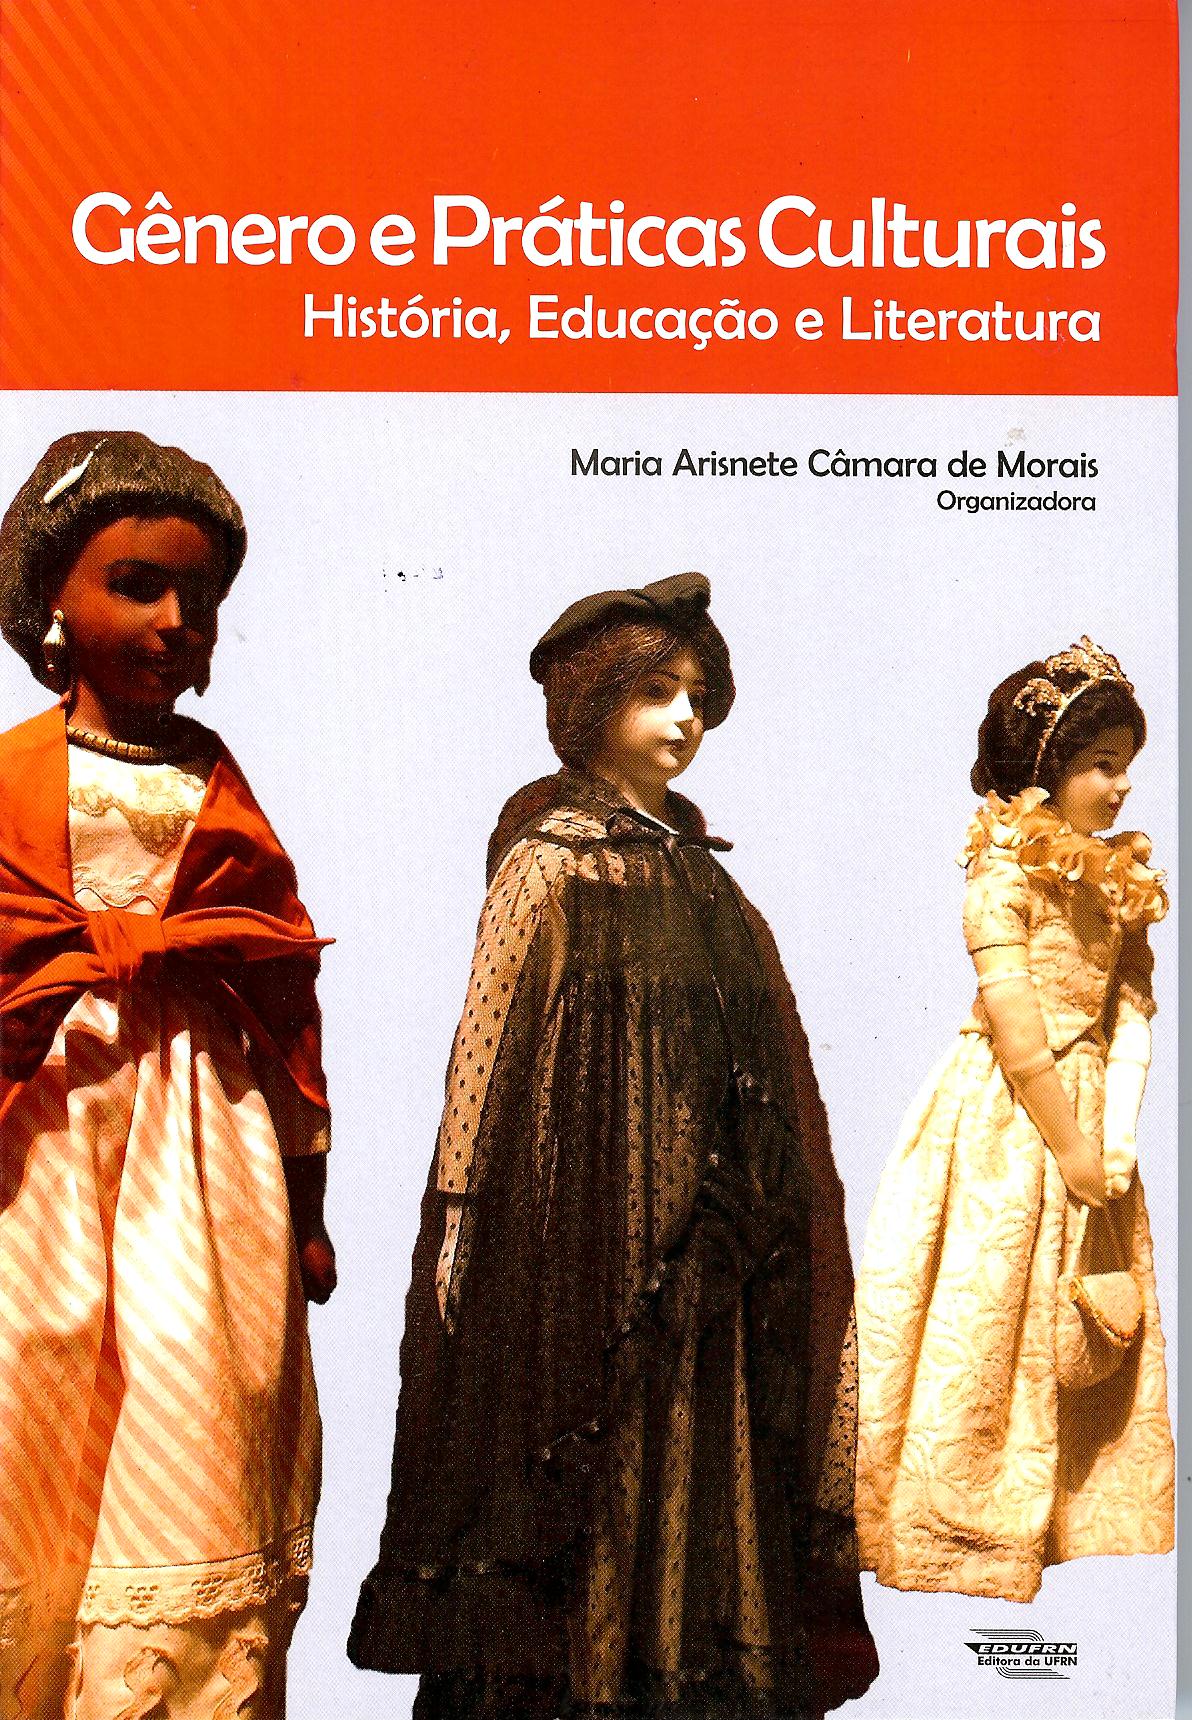 Gênero e Práticas Culturais
História, Educação e Literatura
Maria Arisnete Câmara de Morais
Organizadora
EDUFRN
Editora da UFRN